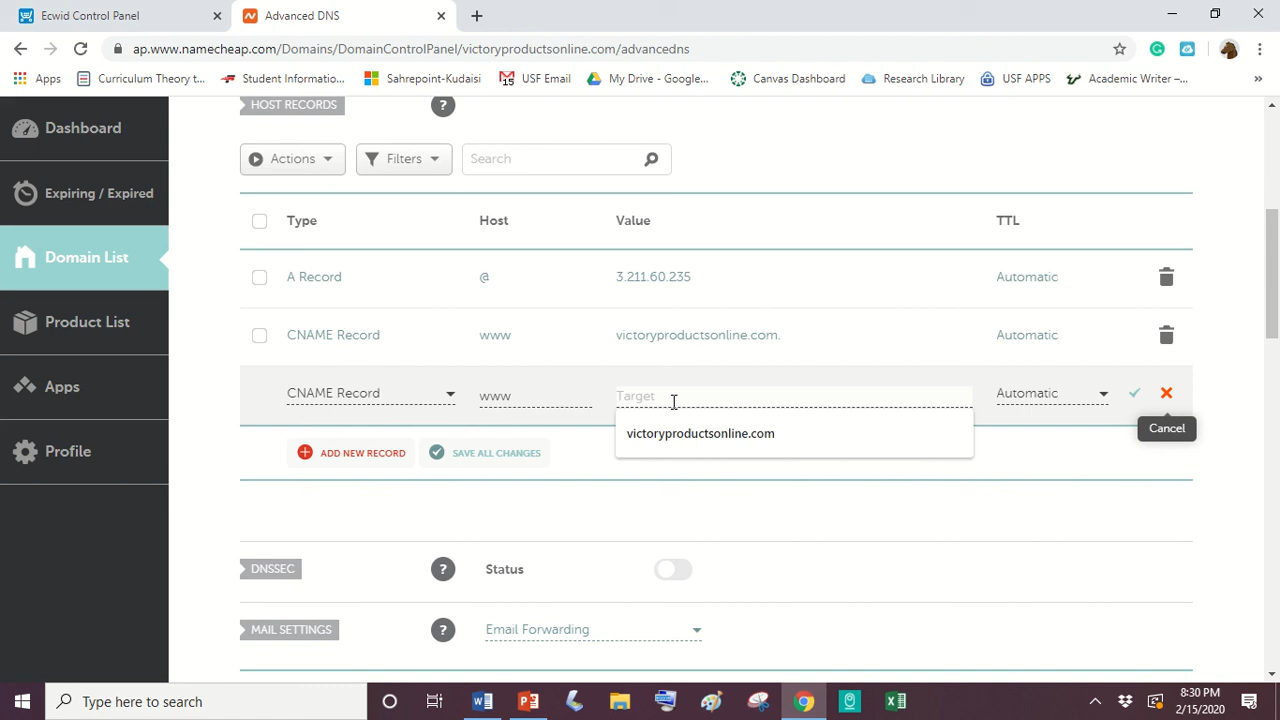 Ecwid Control Panel
Advanced DNS
ap.www.namecheap.com/Domains/DomainControlPanel/victoryproductsonline.com/advancedns
Apps
Curriculum Theory t...
Student Informatio...
Sahrepoint-Kudaisi
15
USF Email
My Drive - Google...
Canvas Dashboard
Research Library
USF APPS
Academic Writer –...
Dashboard
Expiring / Expired
Domain List
Product List
Apps
Profile
HOST RECORDS
?
Actions
Filters
Search
Type Host Value TTL
A Record @ 3.211.60.235 Automatic
CNAME Record www victoryproductsonline.com. Automatic
CNAME Record www Target Automatic
victoryproductsonline.com
Cancel
ADD NEW RECORD
SAVE ALL CHANGES
DNSSEC
?
Status
MAIL SETTINGS
?
Email Forwarding
Type here to search
8:30 PM
2/15/2020